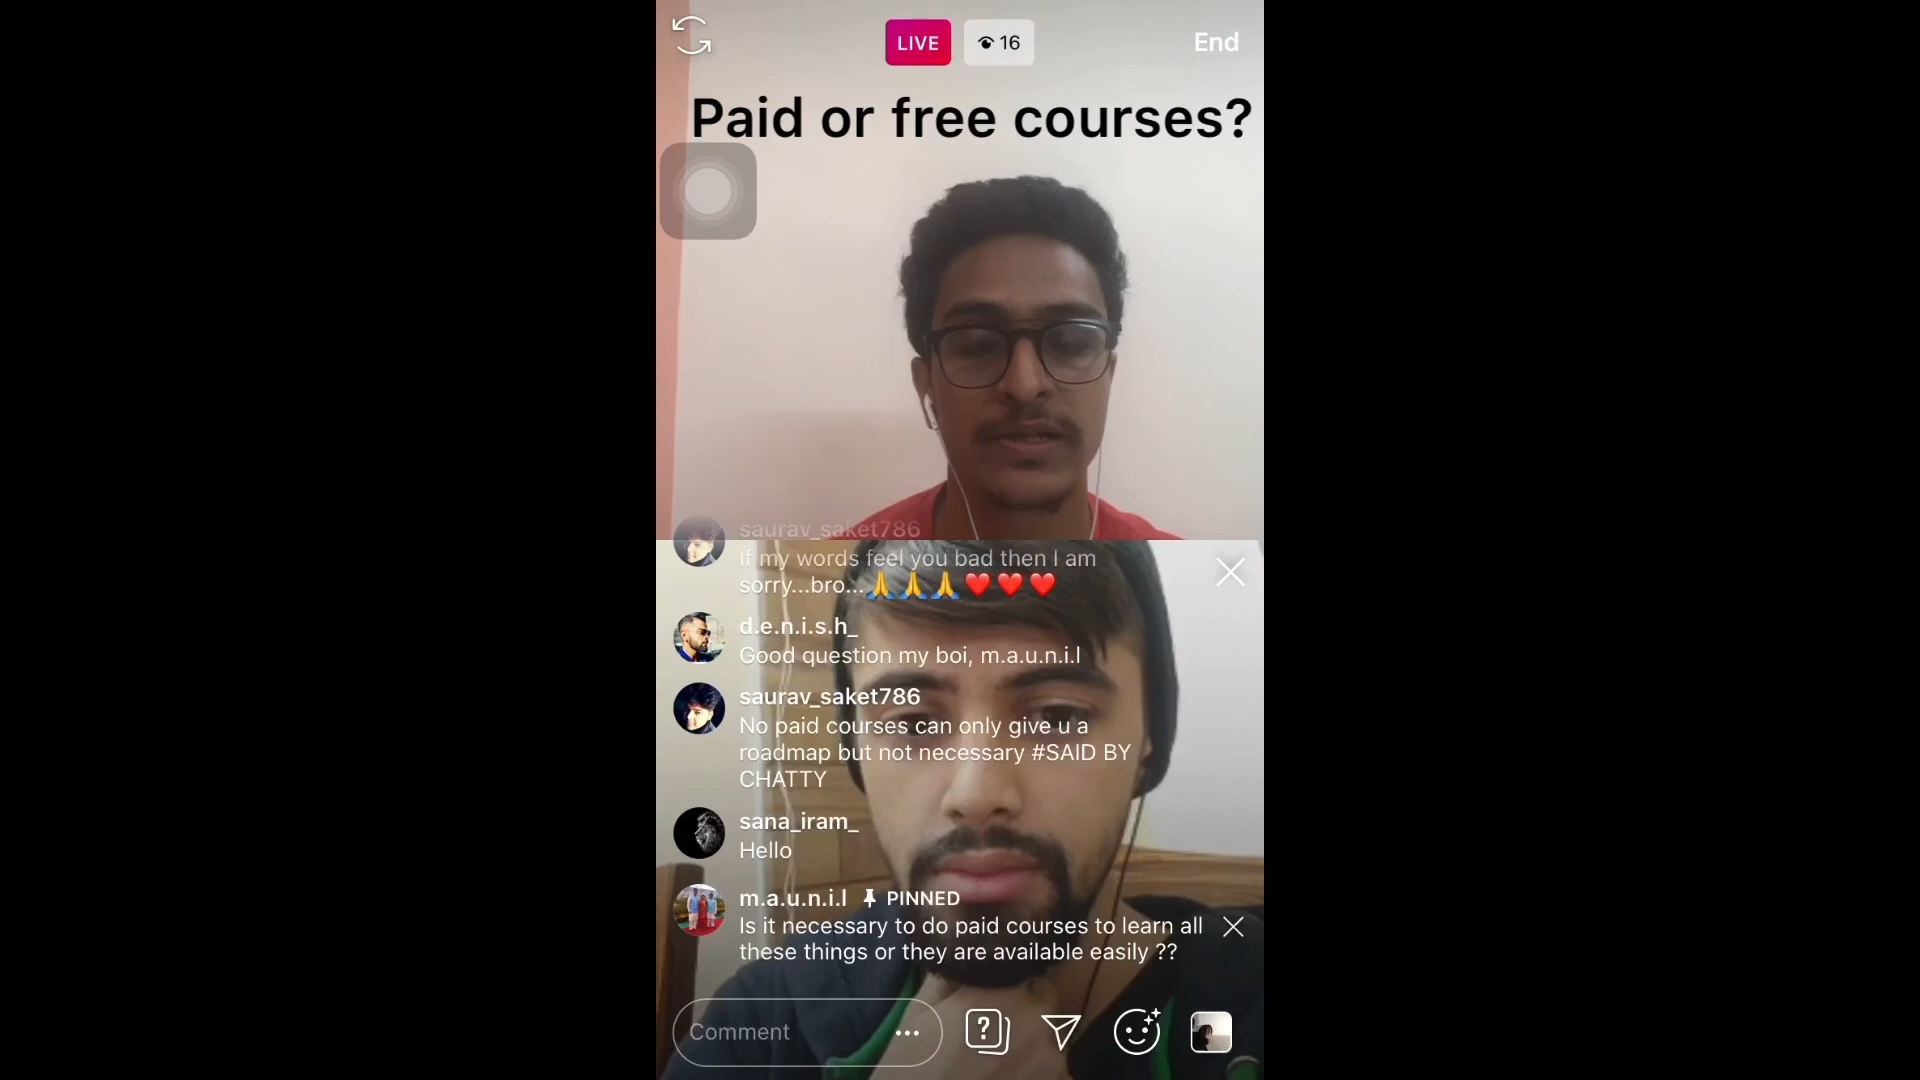 LIVE 16 End
Paid or free courses?
saurav_saket786
If my words feel you bad then I am
sorry...bro...🙏🙏🙏❤️❤️❤️
d.e.n.i.s.h_
Good question my boi, m.a.u.n.i.l
saurav_saket786
No paid courses can only give u a
roadmap but not necessary #SAID BY
CHATTY
sana_iram_
Hello
m.a.u.n.i.l PINNED
Is it necessary to do paid courses to learn all
these things or they are available easily ??
Comment